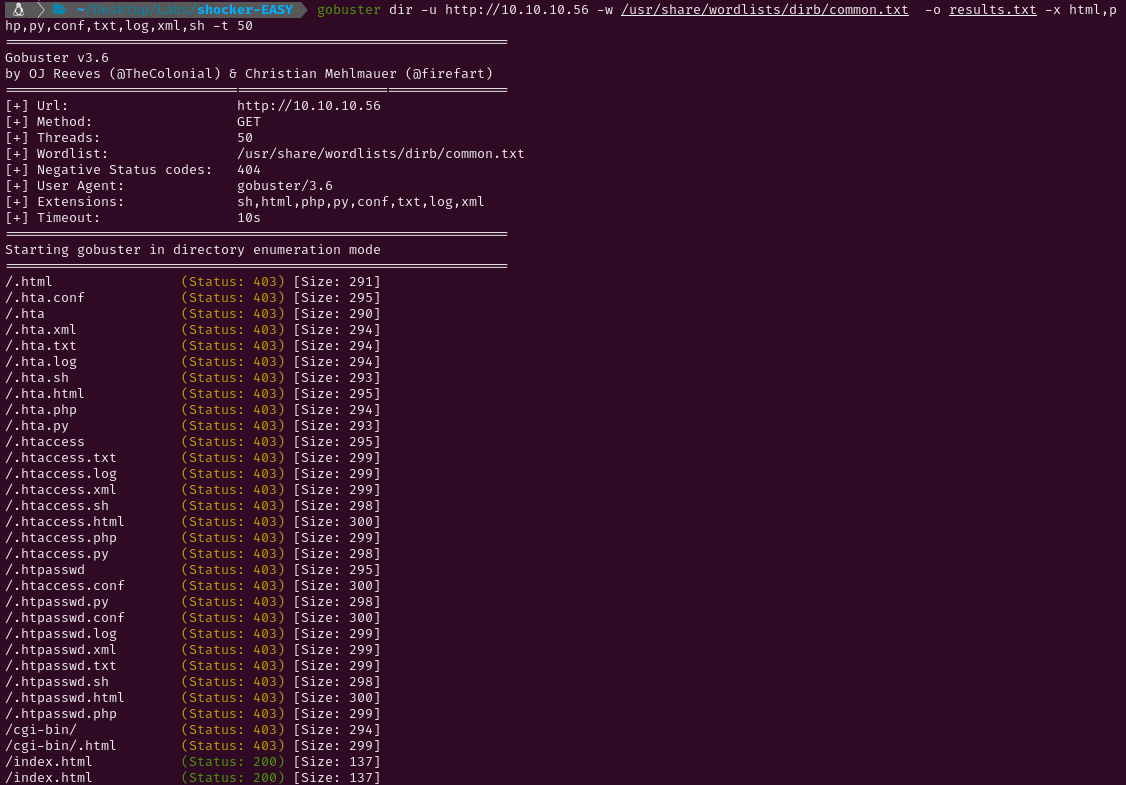 ~/Desktop/Labs/shocker-EASY gobuster dir -u http://10.10.10.56 -w /usr/share/wordlists/dirb/common.txt -o results.txt -x html,p
hp,py,conf,txt,log,xml,sh -t 50
===============================================================
Gobuster v3.6
by OJ Reeves (@TheColonial) & Christian Mehlmauer (@firefart)
===============================================================
[+] Url: http://10.10.10.56
[+] Method: GET
[+] Threads: 50
[+] Wordlist: /usr/share/wordlists/dirb/common.txt
[+] Negative Status codes: 404
[+] User Agent: gobuster/3.6
[+] Extensions: sh,html,php,py,conf,txt,log,xml
[+] Timeout: 10s
===============================================================
Starting gobuster in directory enumeration mode
===============================================================
/.html (Status: 403) [Size: 291]
/.hta.conf (Status: 403) [Size: 295]
/.hta (Status: 403) [Size: 290]
/.hta.xml (Status: 403) [Size: 294]
/.hta.txt (Status: 403) [Size: 294]
/.hta.log (Status: 403) [Size: 294]
/.hta.sh (Status: 403) [Size: 293]
/.hta.html (Status: 403) [Size: 295]
/.hta.php (Status: 403) [Size: 294]
/.hta.py (Status: 403) [Size: 293]
/.htaccess (Status: 403) [Size: 295]
/.htaccess.txt (Status: 403) [Size: 299]
/.htaccess.log (Status: 403) [Size: 299]
/.htaccess.xml (Status: 403) [Size: 299]
/.htaccess.sh (Status: 403) [Size: 298]
/.htaccess.html (Status: 403) [Size: 300]
/.htaccess.php (Status: 403) [Size: 299]
/.htaccess.py (Status: 403) [Size: 298]
/.htpasswd (Status: 403) [Size: 295]
/.htaccess.conf (Status: 403) [Size: 300]
/.htpasswd.py (Status: 403) [Size: 298]
/.htpasswd.conf (Status: 403) [Size: 300]
/.htpasswd.log (Status: 403) [Size: 299]
/.htpasswd.xml (Status: 403) [Size: 299]
/.htpasswd.txt (Status: 403) [Size: 299]
/.htpasswd.sh (Status: 403) [Size: 298]
/.htpasswd.html (Status: 403) [Size: 300]
/.htpasswd.php (Status: 403) [Size: 299]
/cgi-bin/ (Status: 403) [Size: 294]
/cgi-bin/.html (Status: 403) [Size: 299]
/index.html (Status: 200) [Size: 137]
/index.html (Status: 200) [Size: 137]